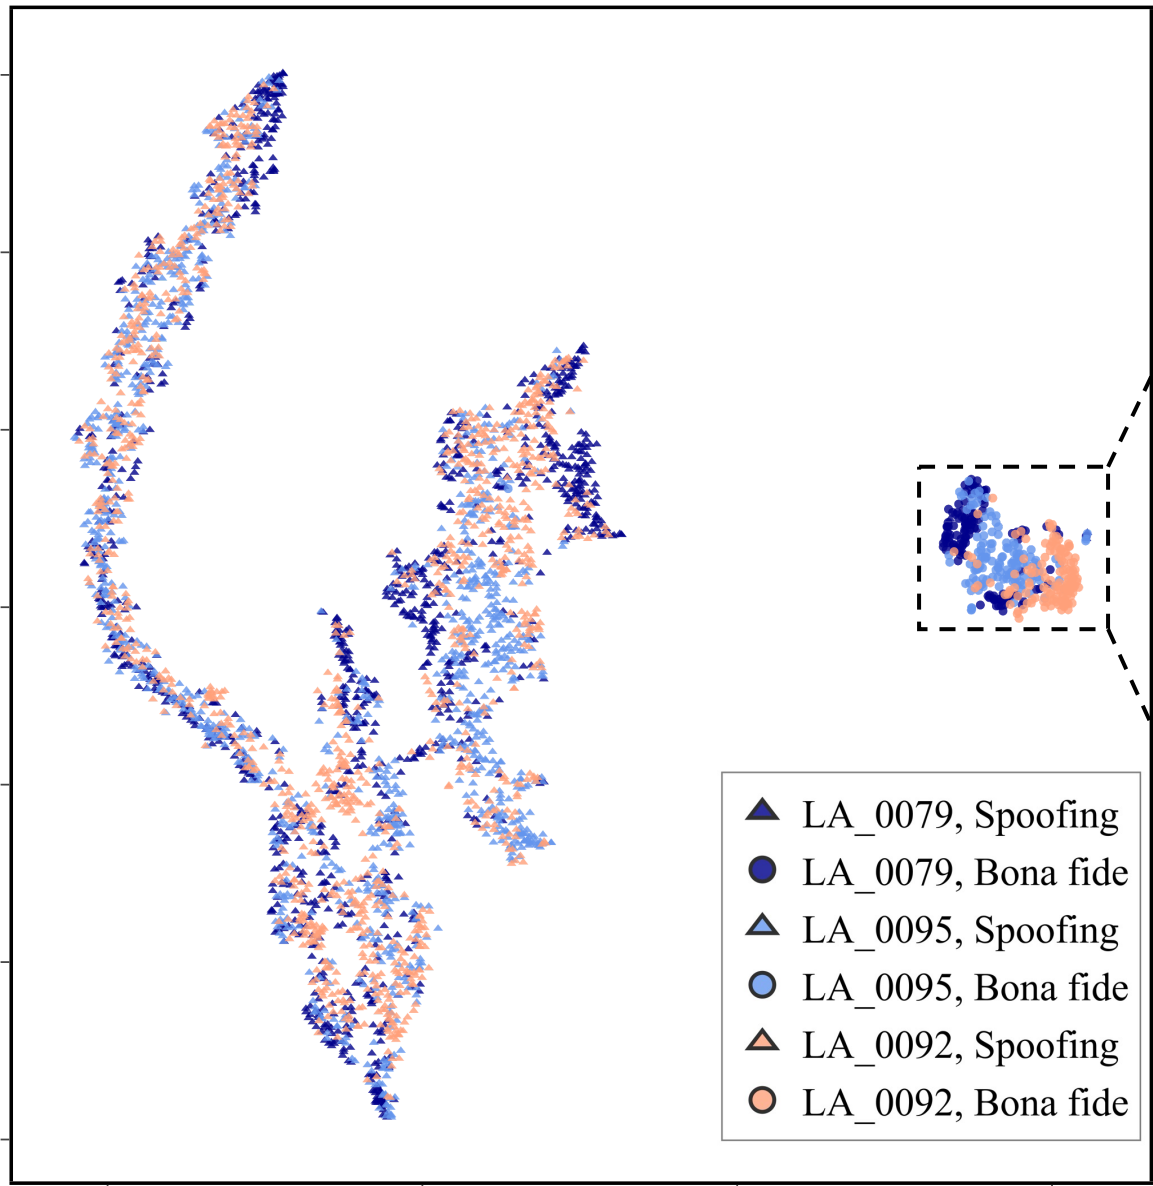 LA_0079, Spoofing
LA_0079, Bona fide
LA_0095, Spoofing
LA_0095, Bona fide
LA_0092, Spoofing
LA_0092, Bona fide